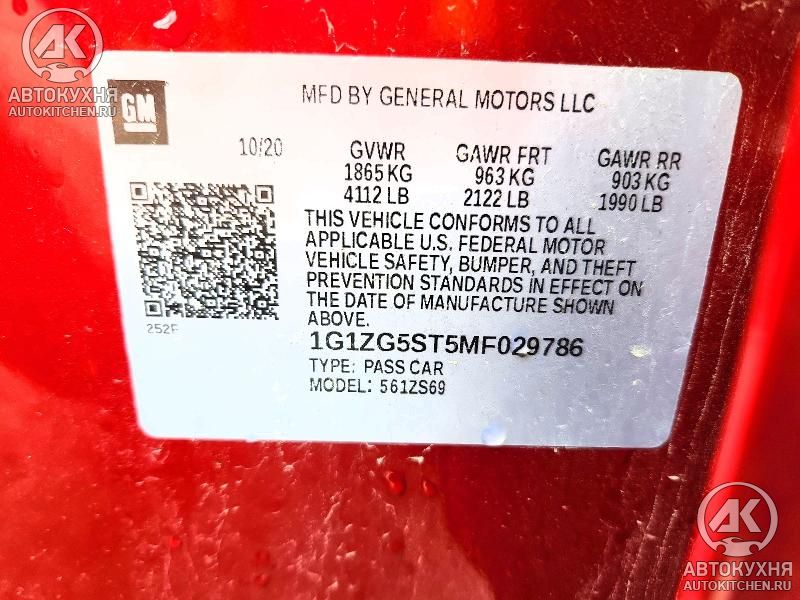 AK
АВТОКУХНЯ
AUTOKITCHEN.RU
GM
MFD BY GENERAL MOTORS LLC
10/20
GVWR GAWR FRT GAWR RR
1865 KG 963 KG 903 KG
4112 LB 2122 LB 1990 LB
THIS VEHICLE CONFORMS TO ALL
APPLICABLE U.S. FEDERAL MOTOR
VEHICLE SAFETY, BUMPER, AND THEFT
PREVENTION STANDARDS IN EFFECT ON
THE DATE OF MANUFACTURE SHOWN
ABOVE.
252F
1G1ZG5ST5MF029786
TYPE: PASS CAR
MODEL: 561ZS69
AK
АВТОКУХНЯ
AUTOKITCHEN.RU